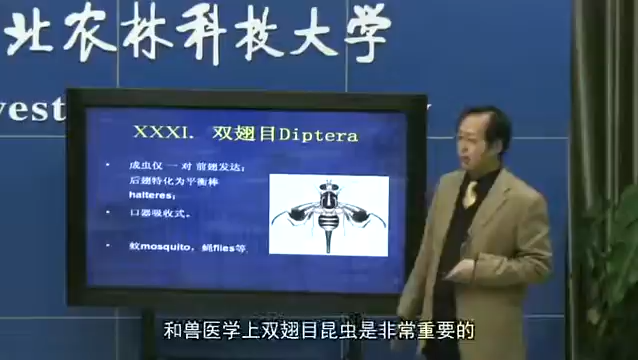 北农林科技大学
vest
y
XXXI. 双翅目Diptera
• 成虫仅一对前翅发达;
后翅特化为平衡棒
halteres;
• 口器吸收式。
• 蚊mosquito, 蝇flies等
和兽医学上双翅目昆虫是非常重要的